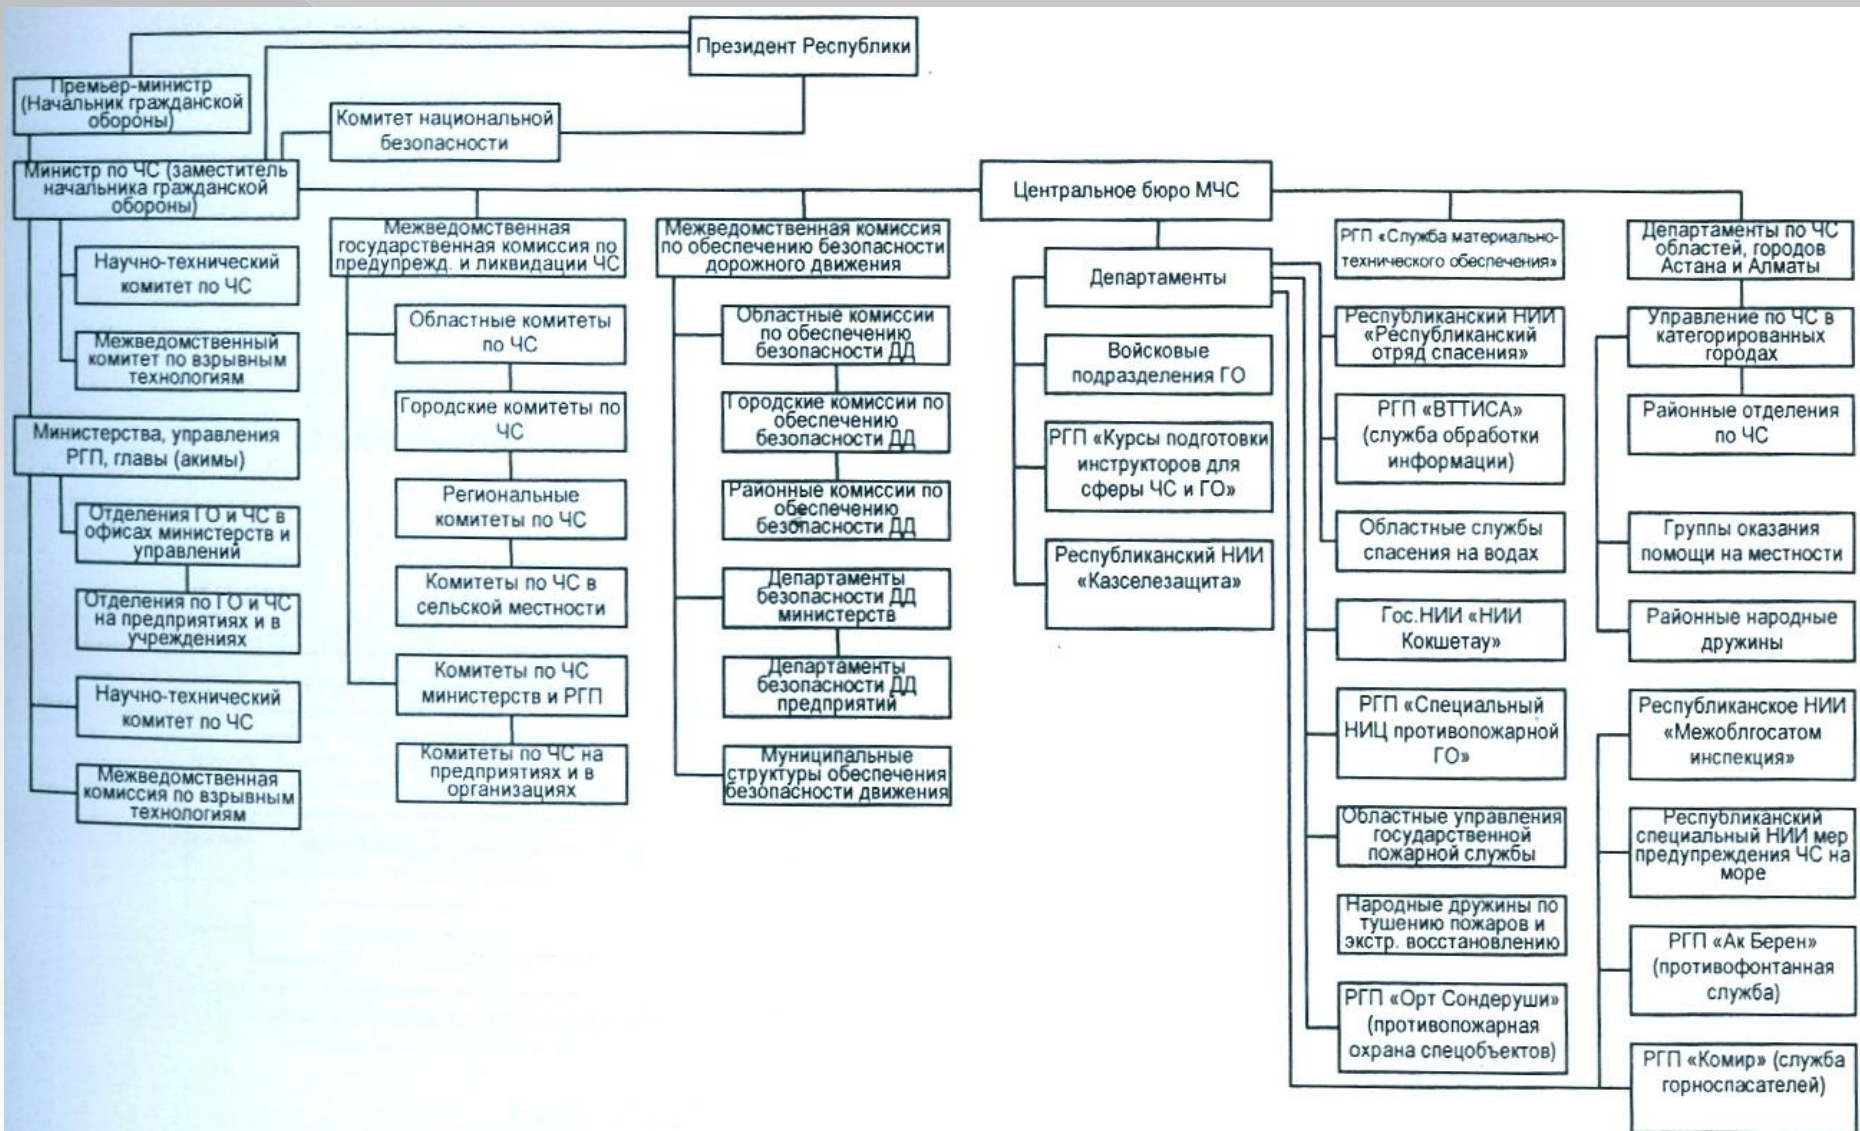 Президент Республики
Премьер-министр
(Начальник гражданской
обороны)
Комитет национальной
безопасности
Министр по ЧС (заместитель
начальника гражданской
обороны)
Центральное бюро МЧС
Научно-технический
комитет по ЧС
Межведомственный
комитет по взрывным
технологиям
Министерства, управления
РГП, главы (акимы)
Отделения ГО и ЧС в
офисах министерств и
управлений
Отделения по ГО и ЧС
на предприятиях и в
учреждениях
Научно-технический
комитет по ЧС
Межведомственная
комиссия по взрывным
технологиям
Межведомственная
государственная комиссия по
предупрежд. и ликвидации ЧС
Областные комитеты
по ЧС
Городские комитеты по
ЧС
Региональные
комитеты по ЧС
Комитеты по ЧС в
сельской местности
Комитеты по ЧС
министерств и РГП
Комитеты по ЧС на
предприятиях и в
организациях
Межведомственная комиссия
по обеспечению безопасности
дорожного движения
Областные комиссии
по обеспечению
безопасности ДД
Городские комиссии по
обеспечению
безопасности ДД
Районные комиссии по
обеспечению
безопасности ДД
Департаменты
безопасности ДД
министерств
Департаменты
безопасности ДД
предприятий
Муниципальные
структуры обеспечения
безопасности движения
Департаменты
Войсковые
подразделения ГО
РГП «Курсы подготовки
инструкторов для
сферы ЧС и ГО»
Республиканский НИИ
«Казселезащита»
РГП «Служба материально-
технического обеспечения»
Республиканский НИИ
«Республиканский
отряд спасения»
РГП «ВТТИСА»
(служба обработки
информации)
Областные службы
спасения на водах
Гос.НИИ «НИИ
Кокшетау»
РГП «Специальный
НИЦ противопожарной
ГО»
Областные управления
государственной
пожарной службы
Народные дружины по
тушению пожаров и
экстр. восстановлению
РГП «Орт Сондеруши»
(противопожарная
охрана спецобъектов)
Департаменты по ЧС
областей, городов
Астана и Алматы
Управление по ЧС в
категорированных
городах
Районные отделения
по ЧС
Группы оказания
помощи на местности
Районные народные
дружины
Республиканское НИИ
«Межоблгосатом
инспекция»
Республиканский
специальный НИИ мер
предупреждения ЧС на
море
РГП «Ак Берен»
(противофонтанная
служба)
РГП «Комир» (служба
горноспасателей)